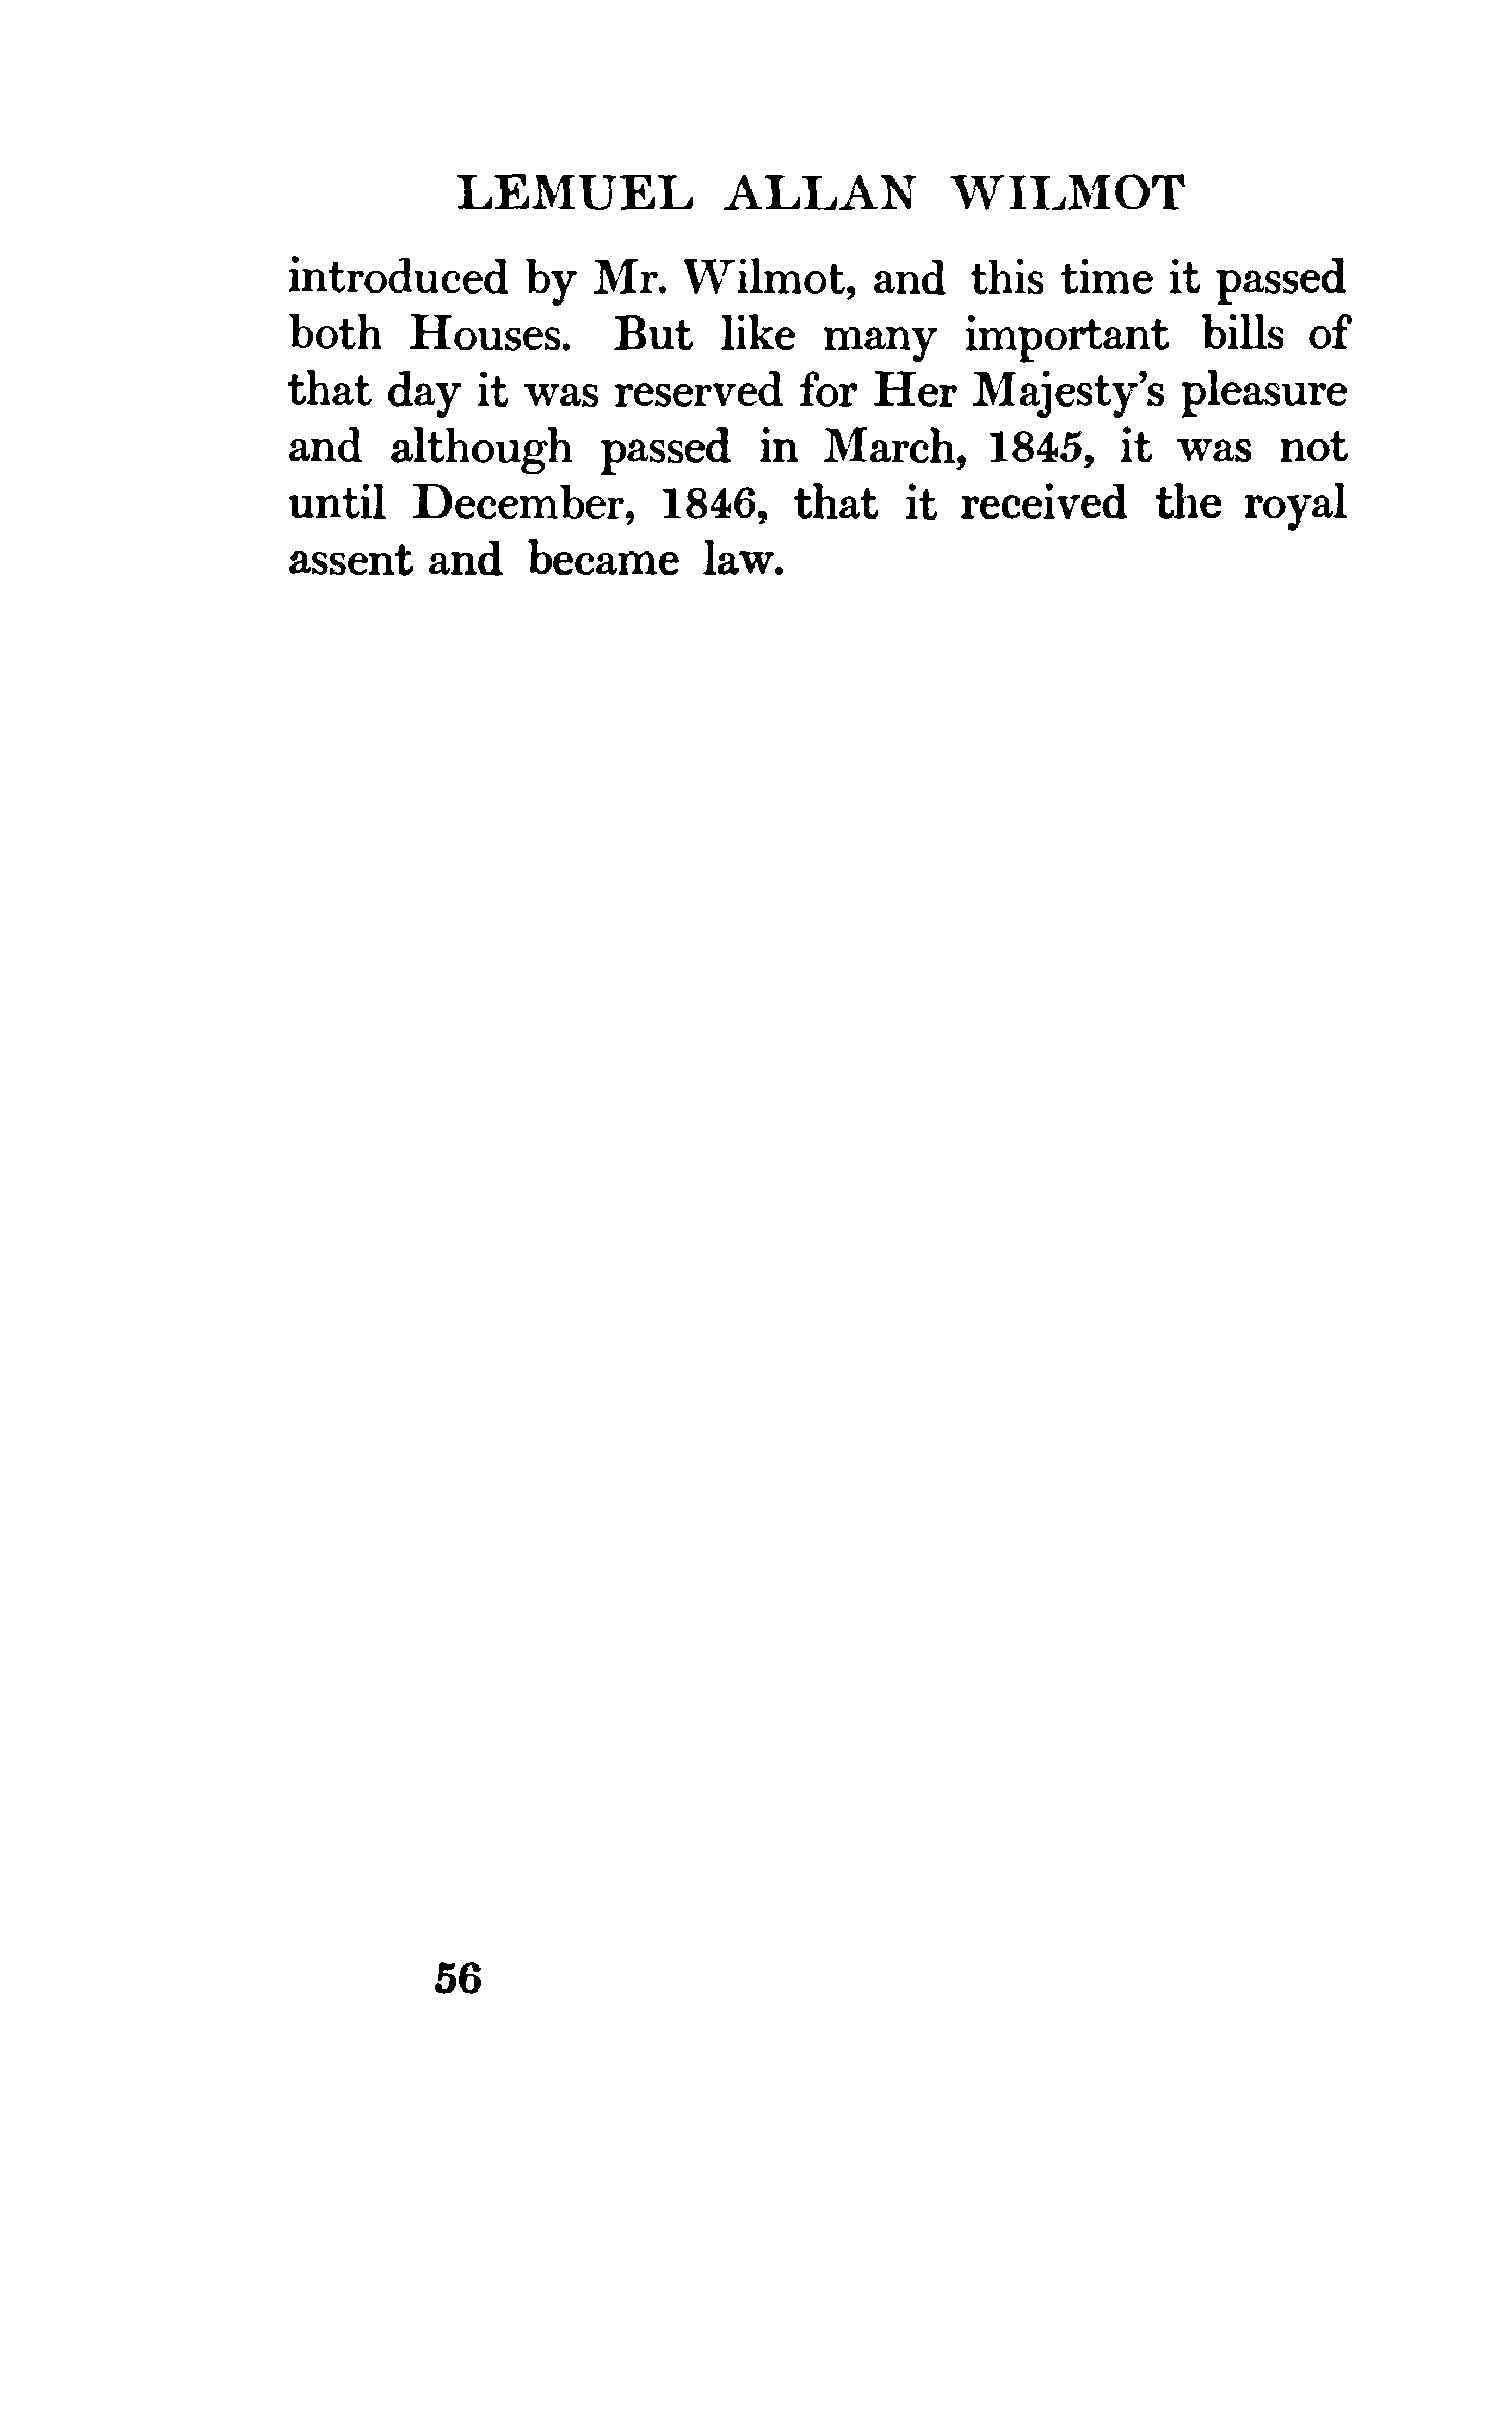 LEMUEL ALLAN WILMOT
introduced by Mr. Wilmot, and this time it passed
both Houses. But like many important bills of
that day it was reserved for Her Majesty's pleasure
and although passed in March, 1845, it was not
until December, 1846, that it received the royal
assent and became law.
56